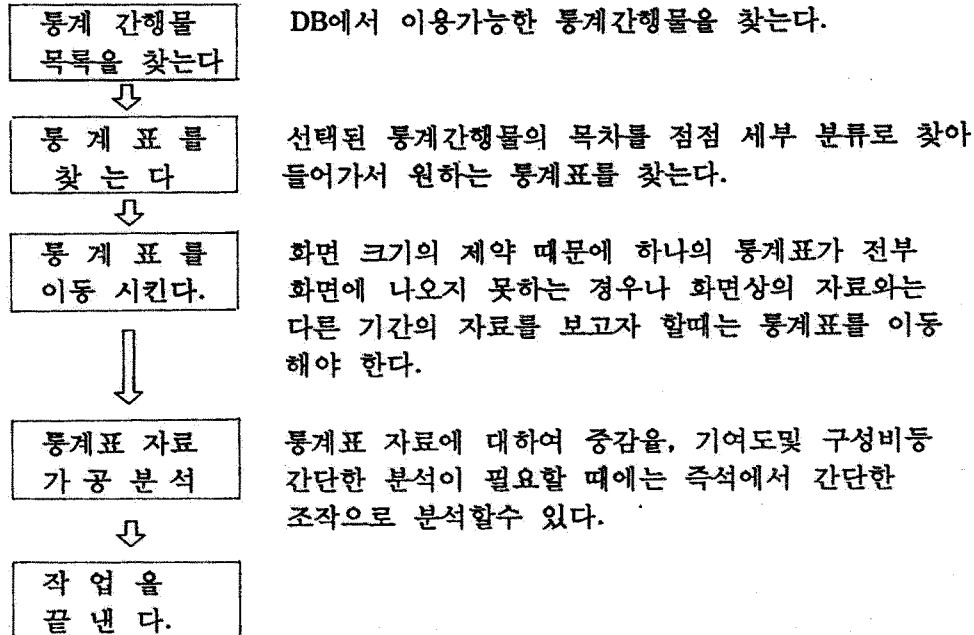 통계 간행물
목록을 찾는다
DB에서 이용가능한 통계간행물을 찾는다.
통 계 표 를
찾 는 다
선택된 통계간행물의 목차를 점점 세부 분류로 찾아
들어가서 원하는 통계표를 찾는다.
통 계 표 를
이동 시킨다.
화면 크기의 제약 때문에 하나의 통계표가 전부
화면에 나오지 못하는 경우나 화면상의 자료와는
다른 기간의 자료를 보고자 할때는 통계표를 이동
해야 한다.
통계표 자료
가 공 분 석
통계표 자료에 대하여 증감율, 기여도및 구성비등
간단한 분석이 필요할 때에는 즉석에서 간단한
조작으로 분석할수 있다.
작 업 을
끝 낸 다.